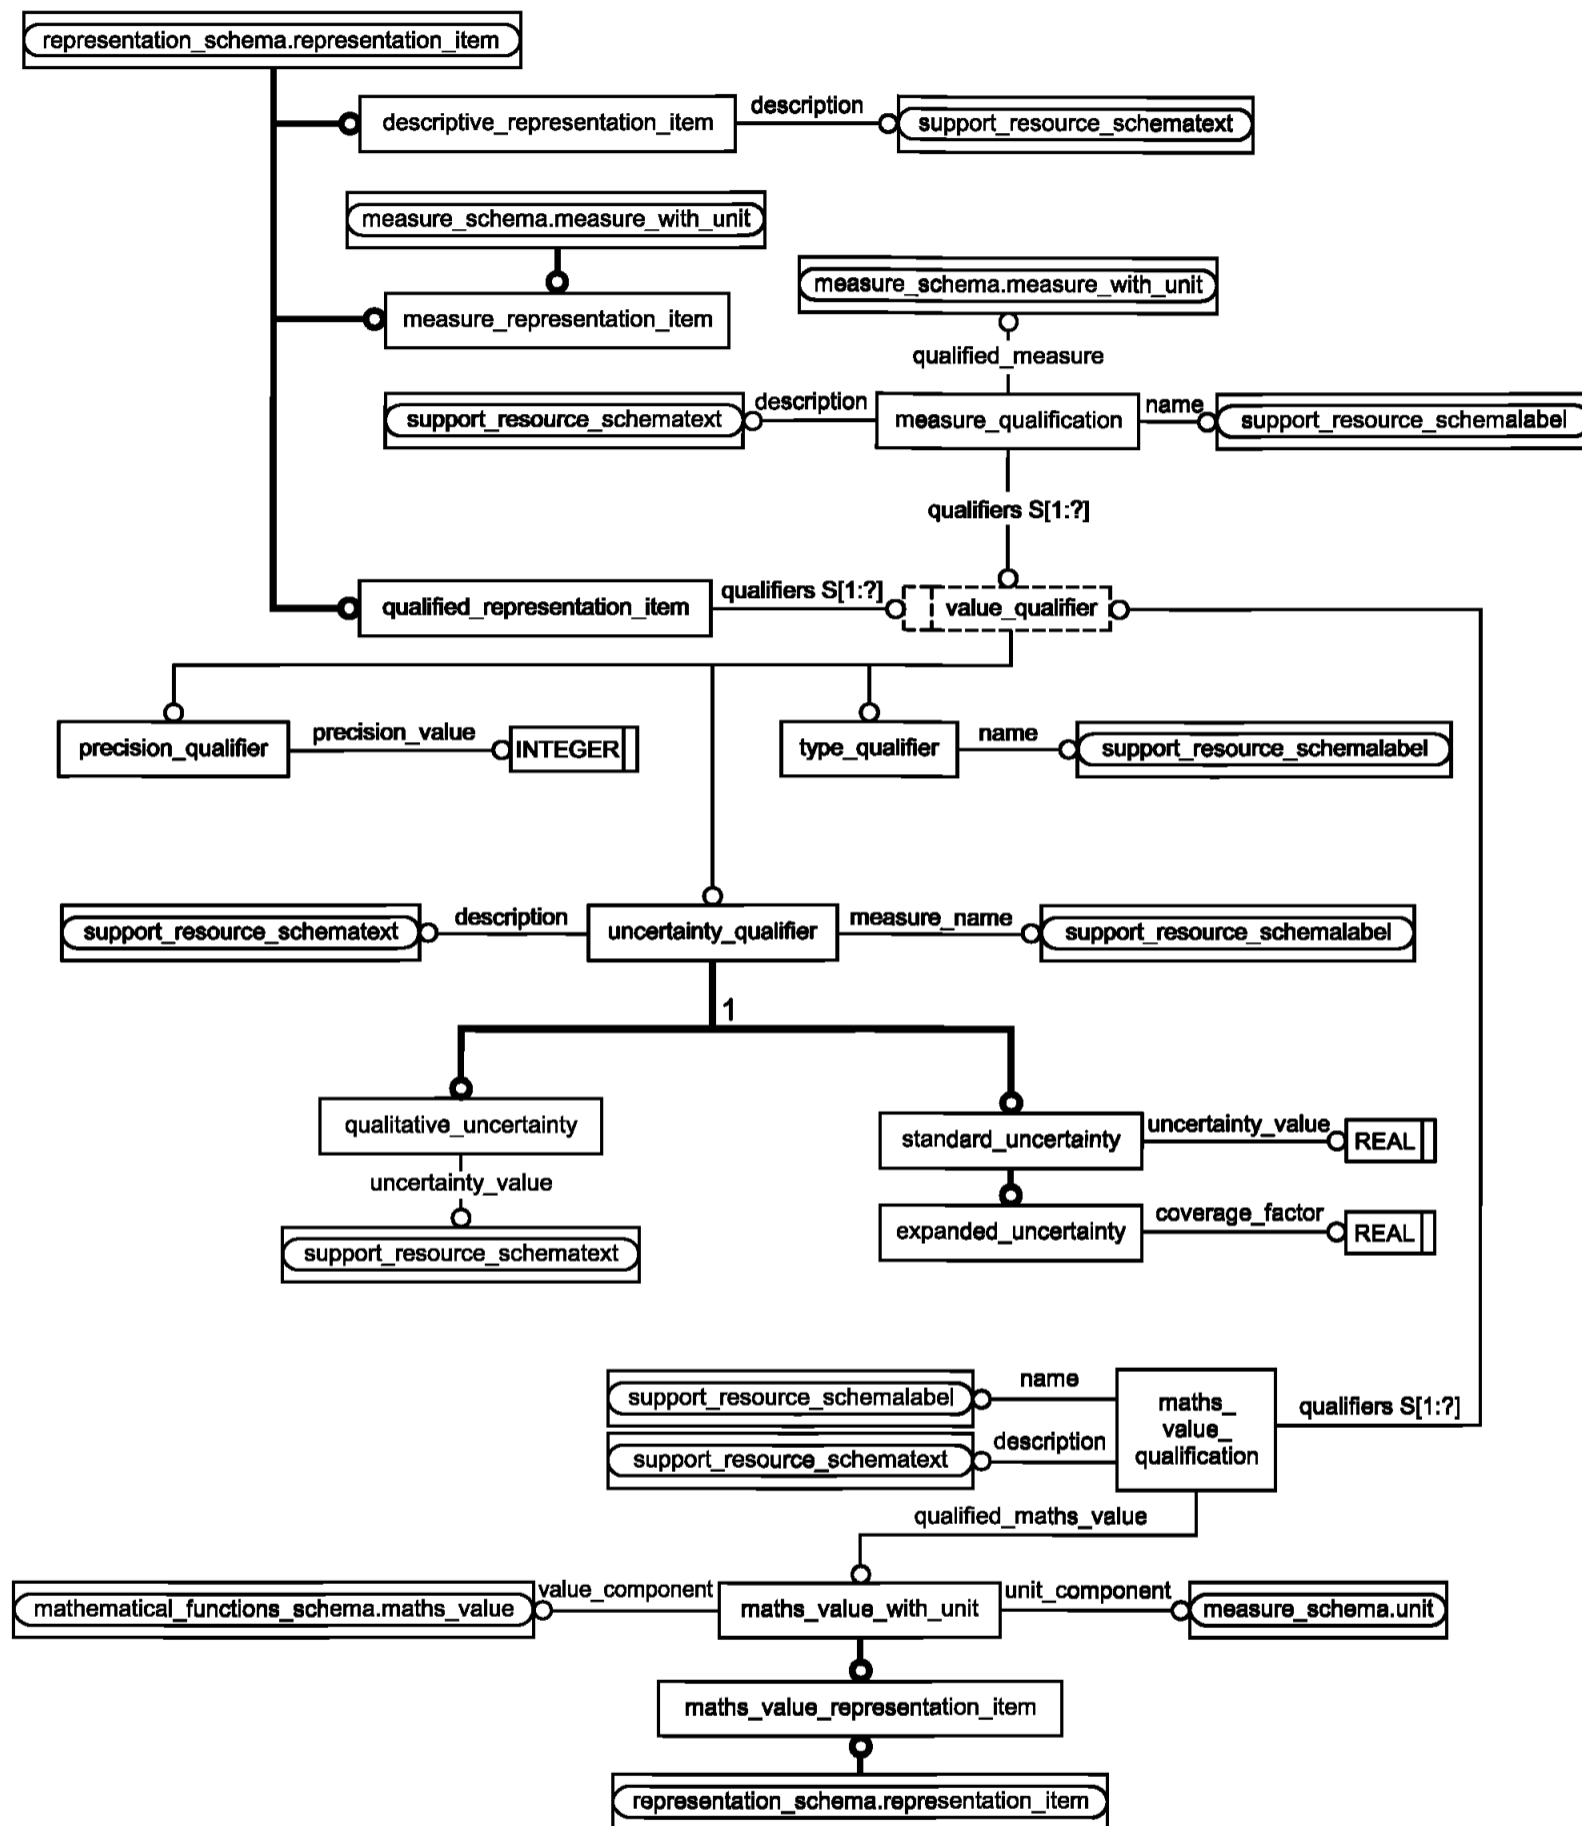 representation_schema.representation_item
descriptive_representation_item
description
support_resource_schematext
measure_schema.measure_with_unit
measure_schema.measure_with_unit
measure_representation_item
qualified_measure
support_resource_schematext
description
measure_qualification
name
support_resource_schemalabel
qualifiers S[1:?]
qualified_representation_item
qualifiers S[1:?]
value_qualifier
precision_qualifier
precision_value
INTEGER
type_qualifier
name
support_resource_schemalabel
support_resource_schematext
description
uncertainty_qualifier
measure_name
support_resource_schemalabel
1
qualitative_uncertainty
standard_uncertainty
uncertainty_value
REAL
uncertainty_value
expanded_uncertainty
coverage_factor
REAL
support_resource_schematext
support_resource_schemalabel
name
maths_
value_
qualification
qualifiers S[1:?]
support_resource_schematext
description
qualified_maths_value
mathematical_functions_schema.maths_value
value_component
maths_value_with_unit
unit_component
measure_schema.unit
maths_value_representation_item
representation_schema.representation_item